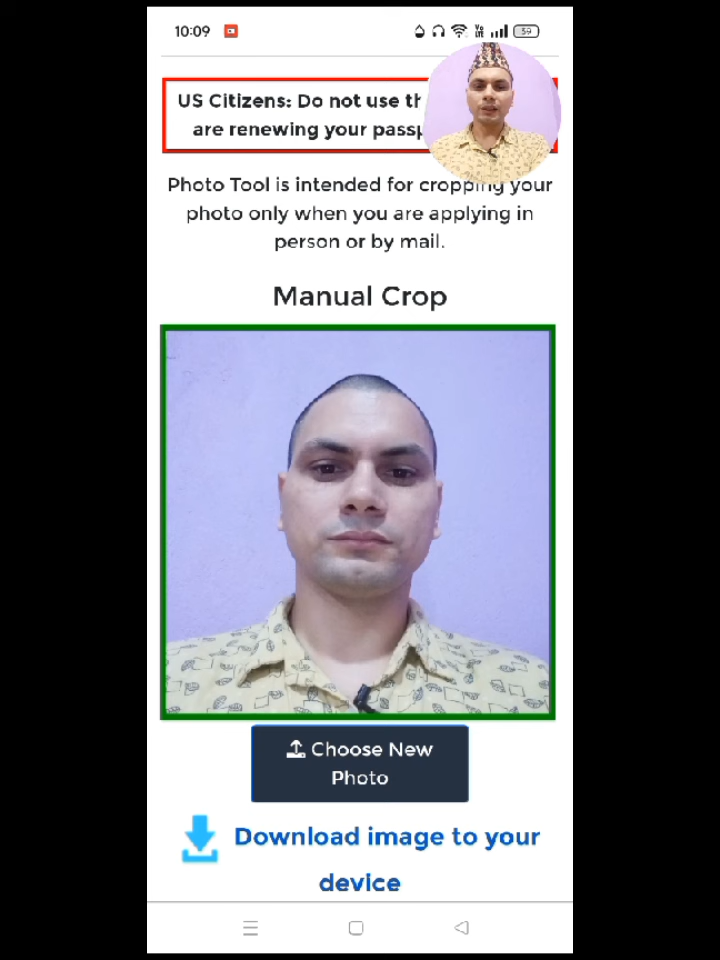 10:09 59
US Citizens: Do not use
are renewing your
Photo Tool is intended for cropping your
photo only when you are applying in
person or by mail.
Manual Crop
Choose New
Photo
Download image to your
device